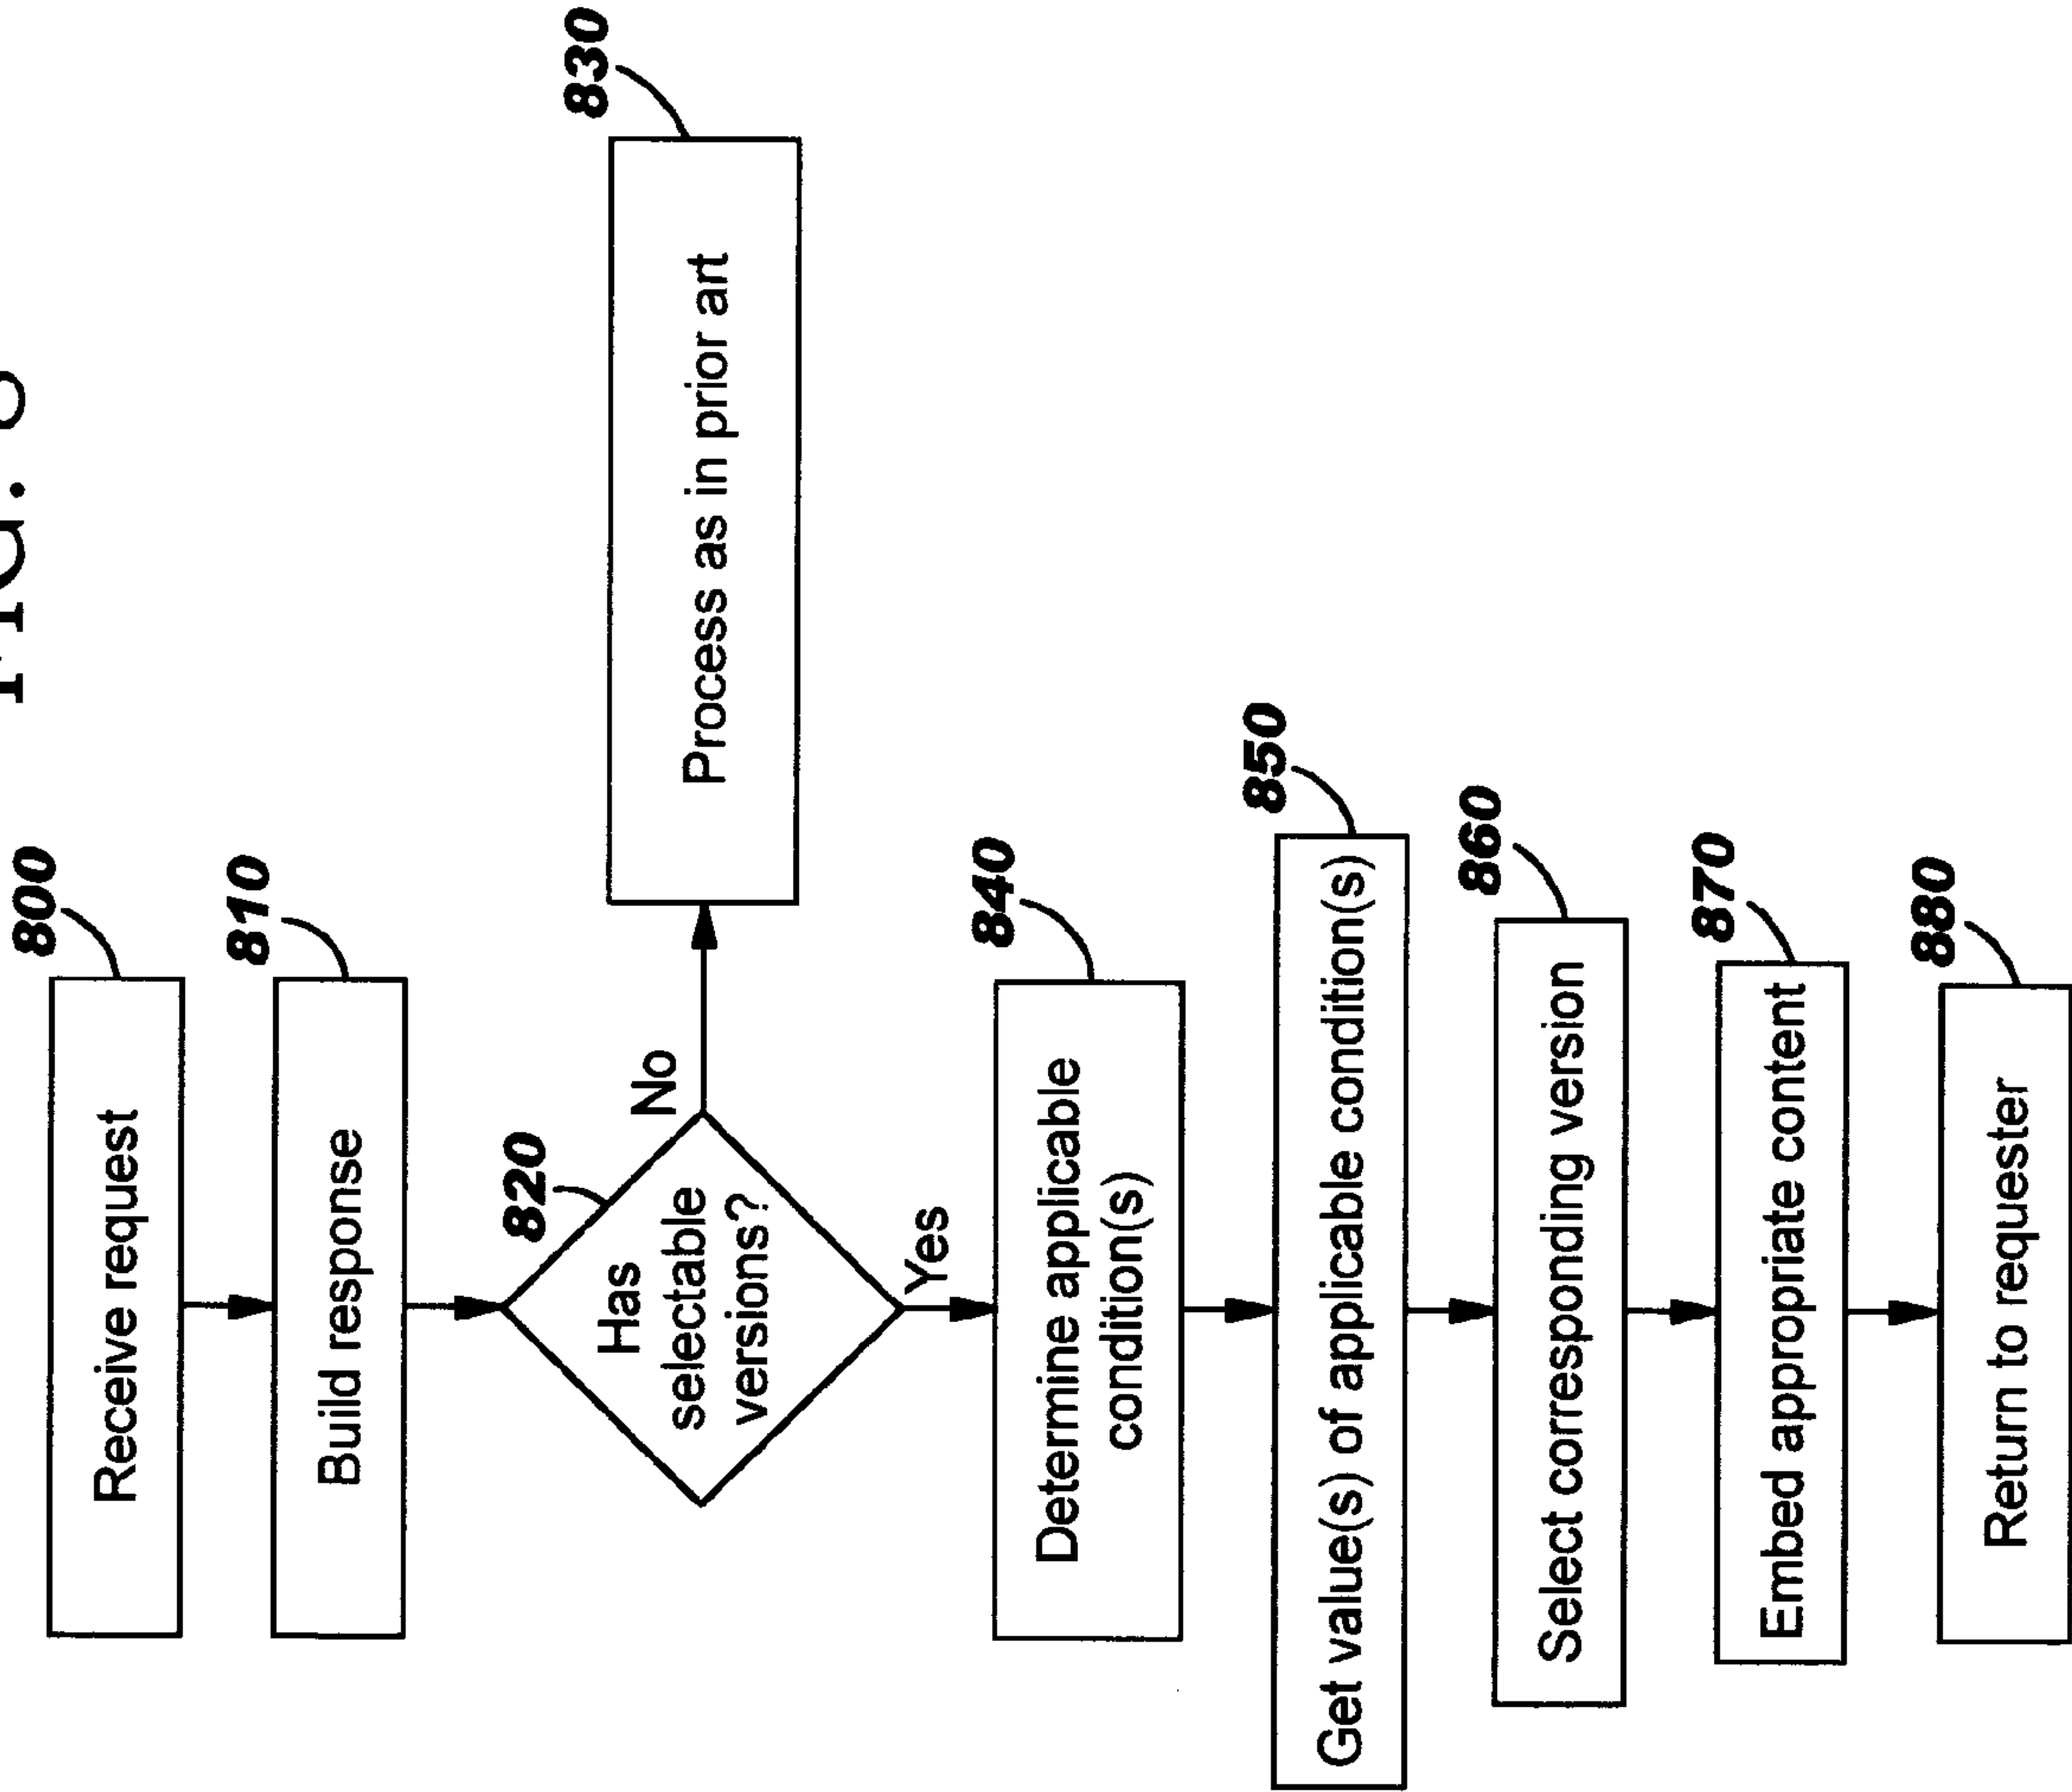 FIG. 8
800
Receive request
810
Build response
820
Has
selectable
versions?
No
830
Process as in prior art
Yes
840
Determine applicable
condition(s)
850
Get value(s) of applicable condition(s)
860
Select corresponding version
870
Embed appropriate content
880
Return to requester